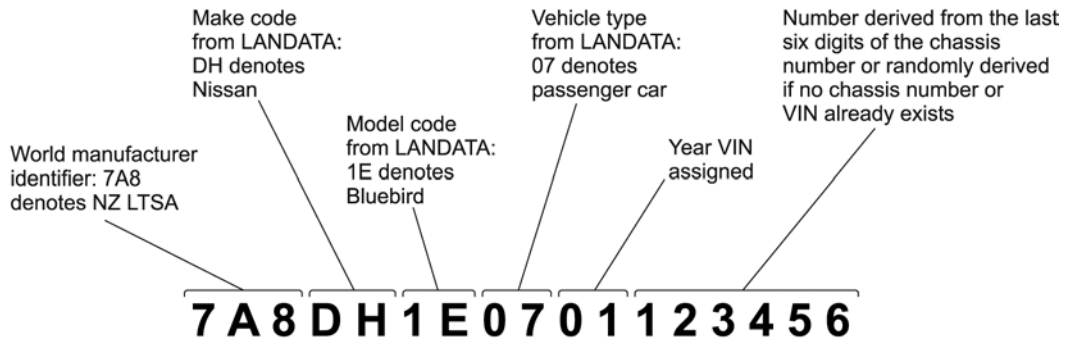 Make code
from LANDATA:
DH denotes
Nissan
Vehicle type
from LANDATA:
07 denotes
passenger car
Number derived from the last
six digits of the chassis
number or randomly derived
if no chassis number or
VIN already exists
Model code
from LANDATA:
1E denotes
Bluebird
Year VIN
assigned
World manufacturer
identifier: 7A8
denotes NZ LTSA
7A8DH1E0701123456